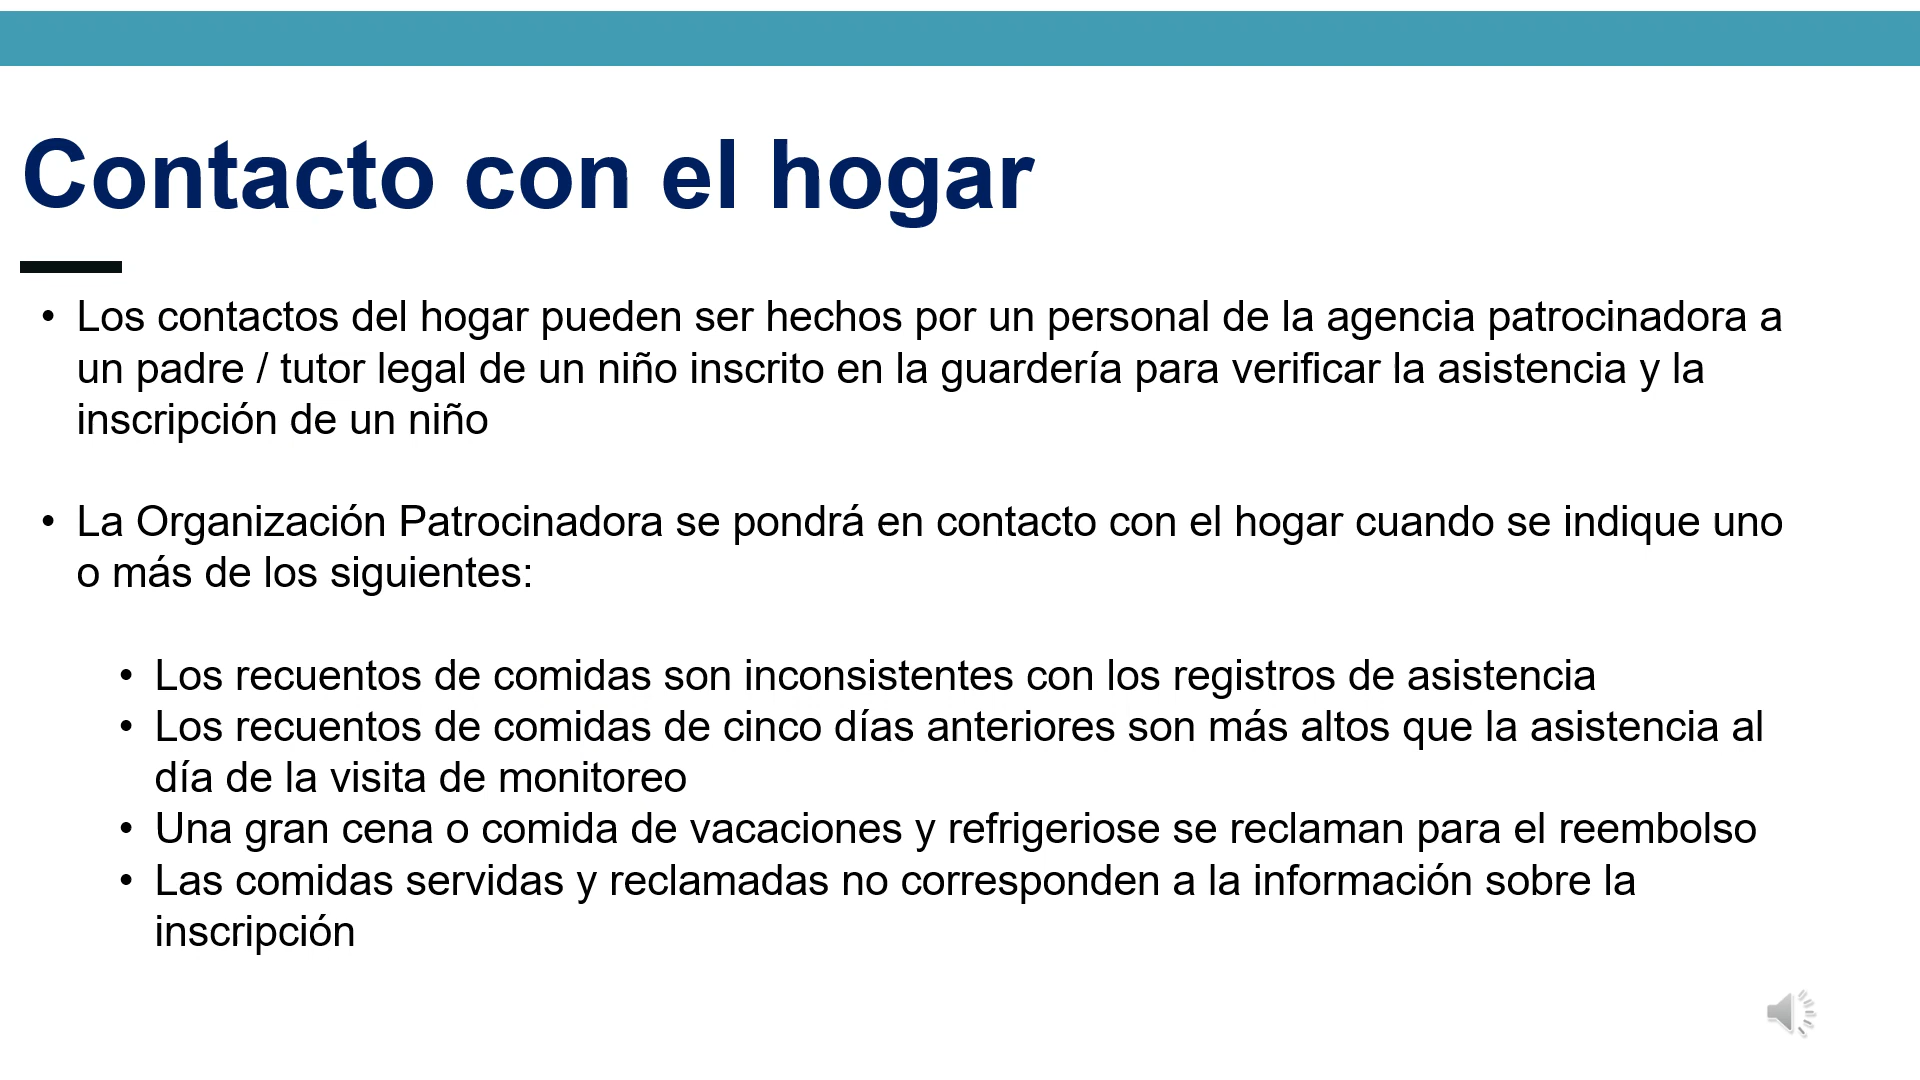 Contacto con el hogar
• Los contactos del hogar pueden ser hechos por un personal de la agencia patrocinadora a
un padre / tutor legal de un niño inscrito en la guardería para verificar la asistencia y la
inscripción de un niño
• La Organización Patrocinadora se pondrá en contacto con el hogar cuando se indique uno
o más de los siguientes:
• Los recuentos de comidas son inconsistentes con los registros de asistencia
• Los recuentos de comidas de cinco días anteriores son más altos que la asistencia al
día de la visita de monitoreo
• Una gran cena o comida de vacaciones y refrigeriose se reclaman para el reembolso
• Las comidas servidas y reclamadas no corresponden a la información sobre la
inscripción